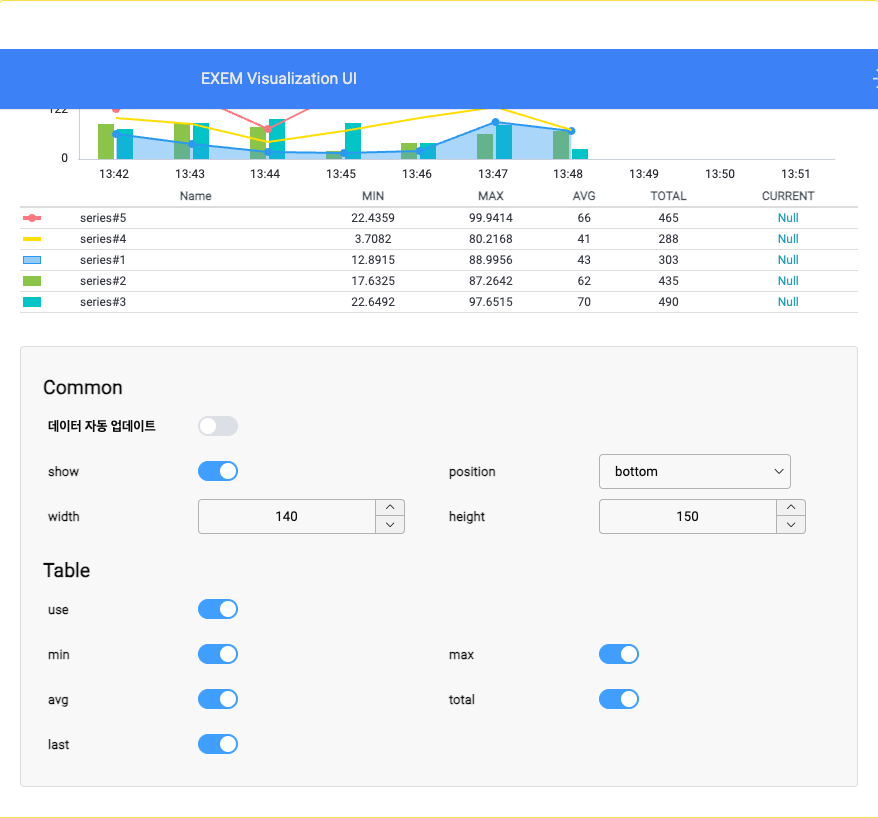 EXEM Visualization UI
122
0
13:42 13:43 13:44 13:45 13:46 13:47 13:48 13:49 13:50 13:51
Name MIN MAX AVG TOTAL CURRENT
series#5 22.4359 99.9414 66 465 Null
series#4 3.7082 80.2168 41 288 Null
series#1 12.8915 88.9956 43 303 Null
series#2 17.6325 87.2642 62 435 Null
series#3 22.6492 97.6515 70 490 Null
Common
데이터 자동 업데이트
show position bottom
width 140 height 150
Table
use
min max
avg total
last